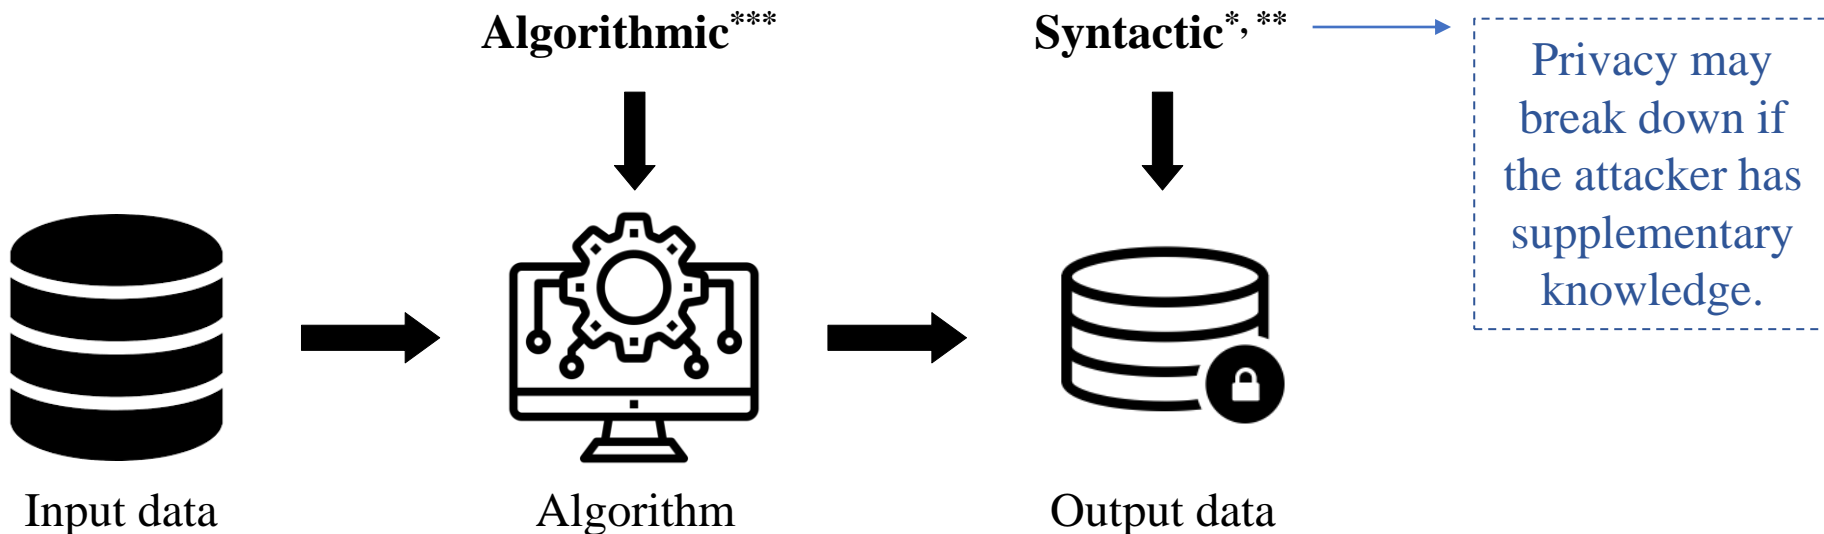 Algorithmic***
Syntactic*, **
Privacy may
break down if
the attacker has
supplementary
knowledge.
Input data
Algorithm
Output data